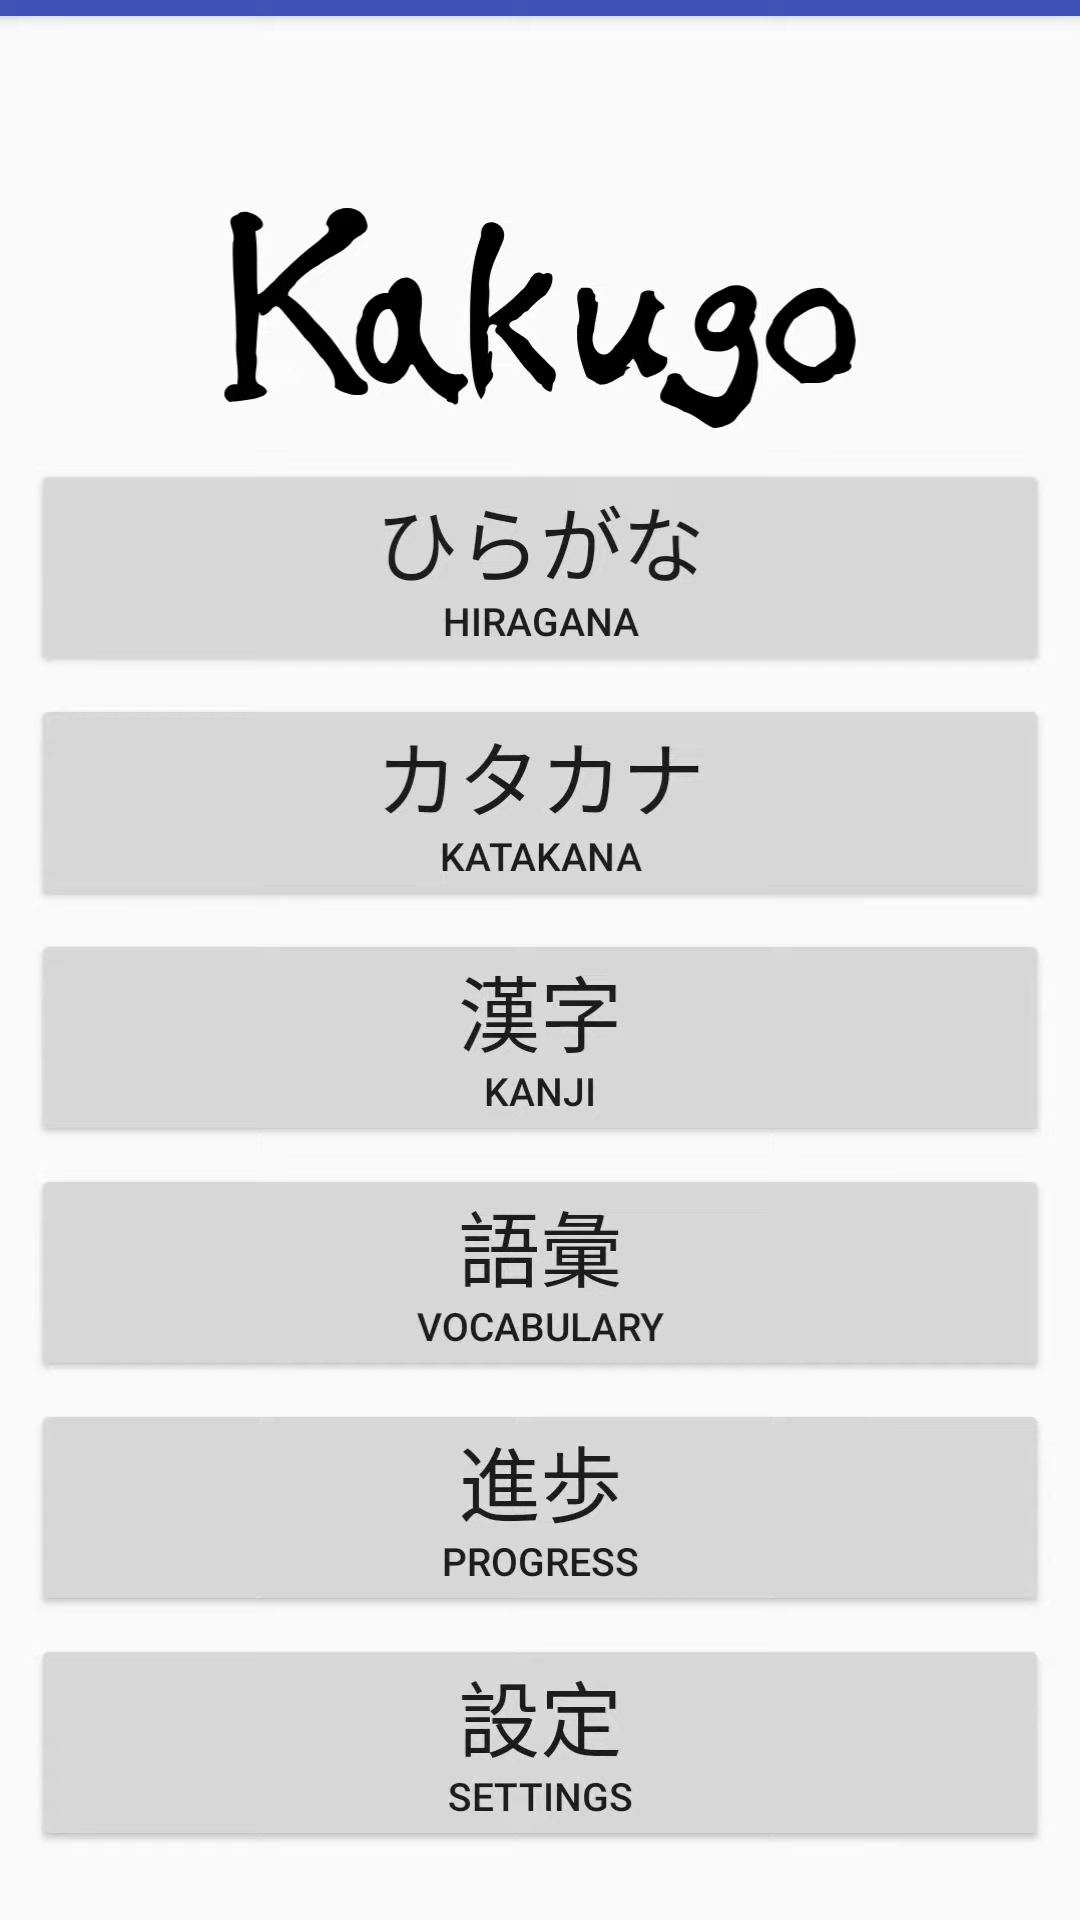 Kakugo
ひらがな
HIRAGANA
カタカナ
KATAKANA
漢字
KANJI
語彙
VOCABULARY
進歩
PROGRESS
設定
SETTINGS